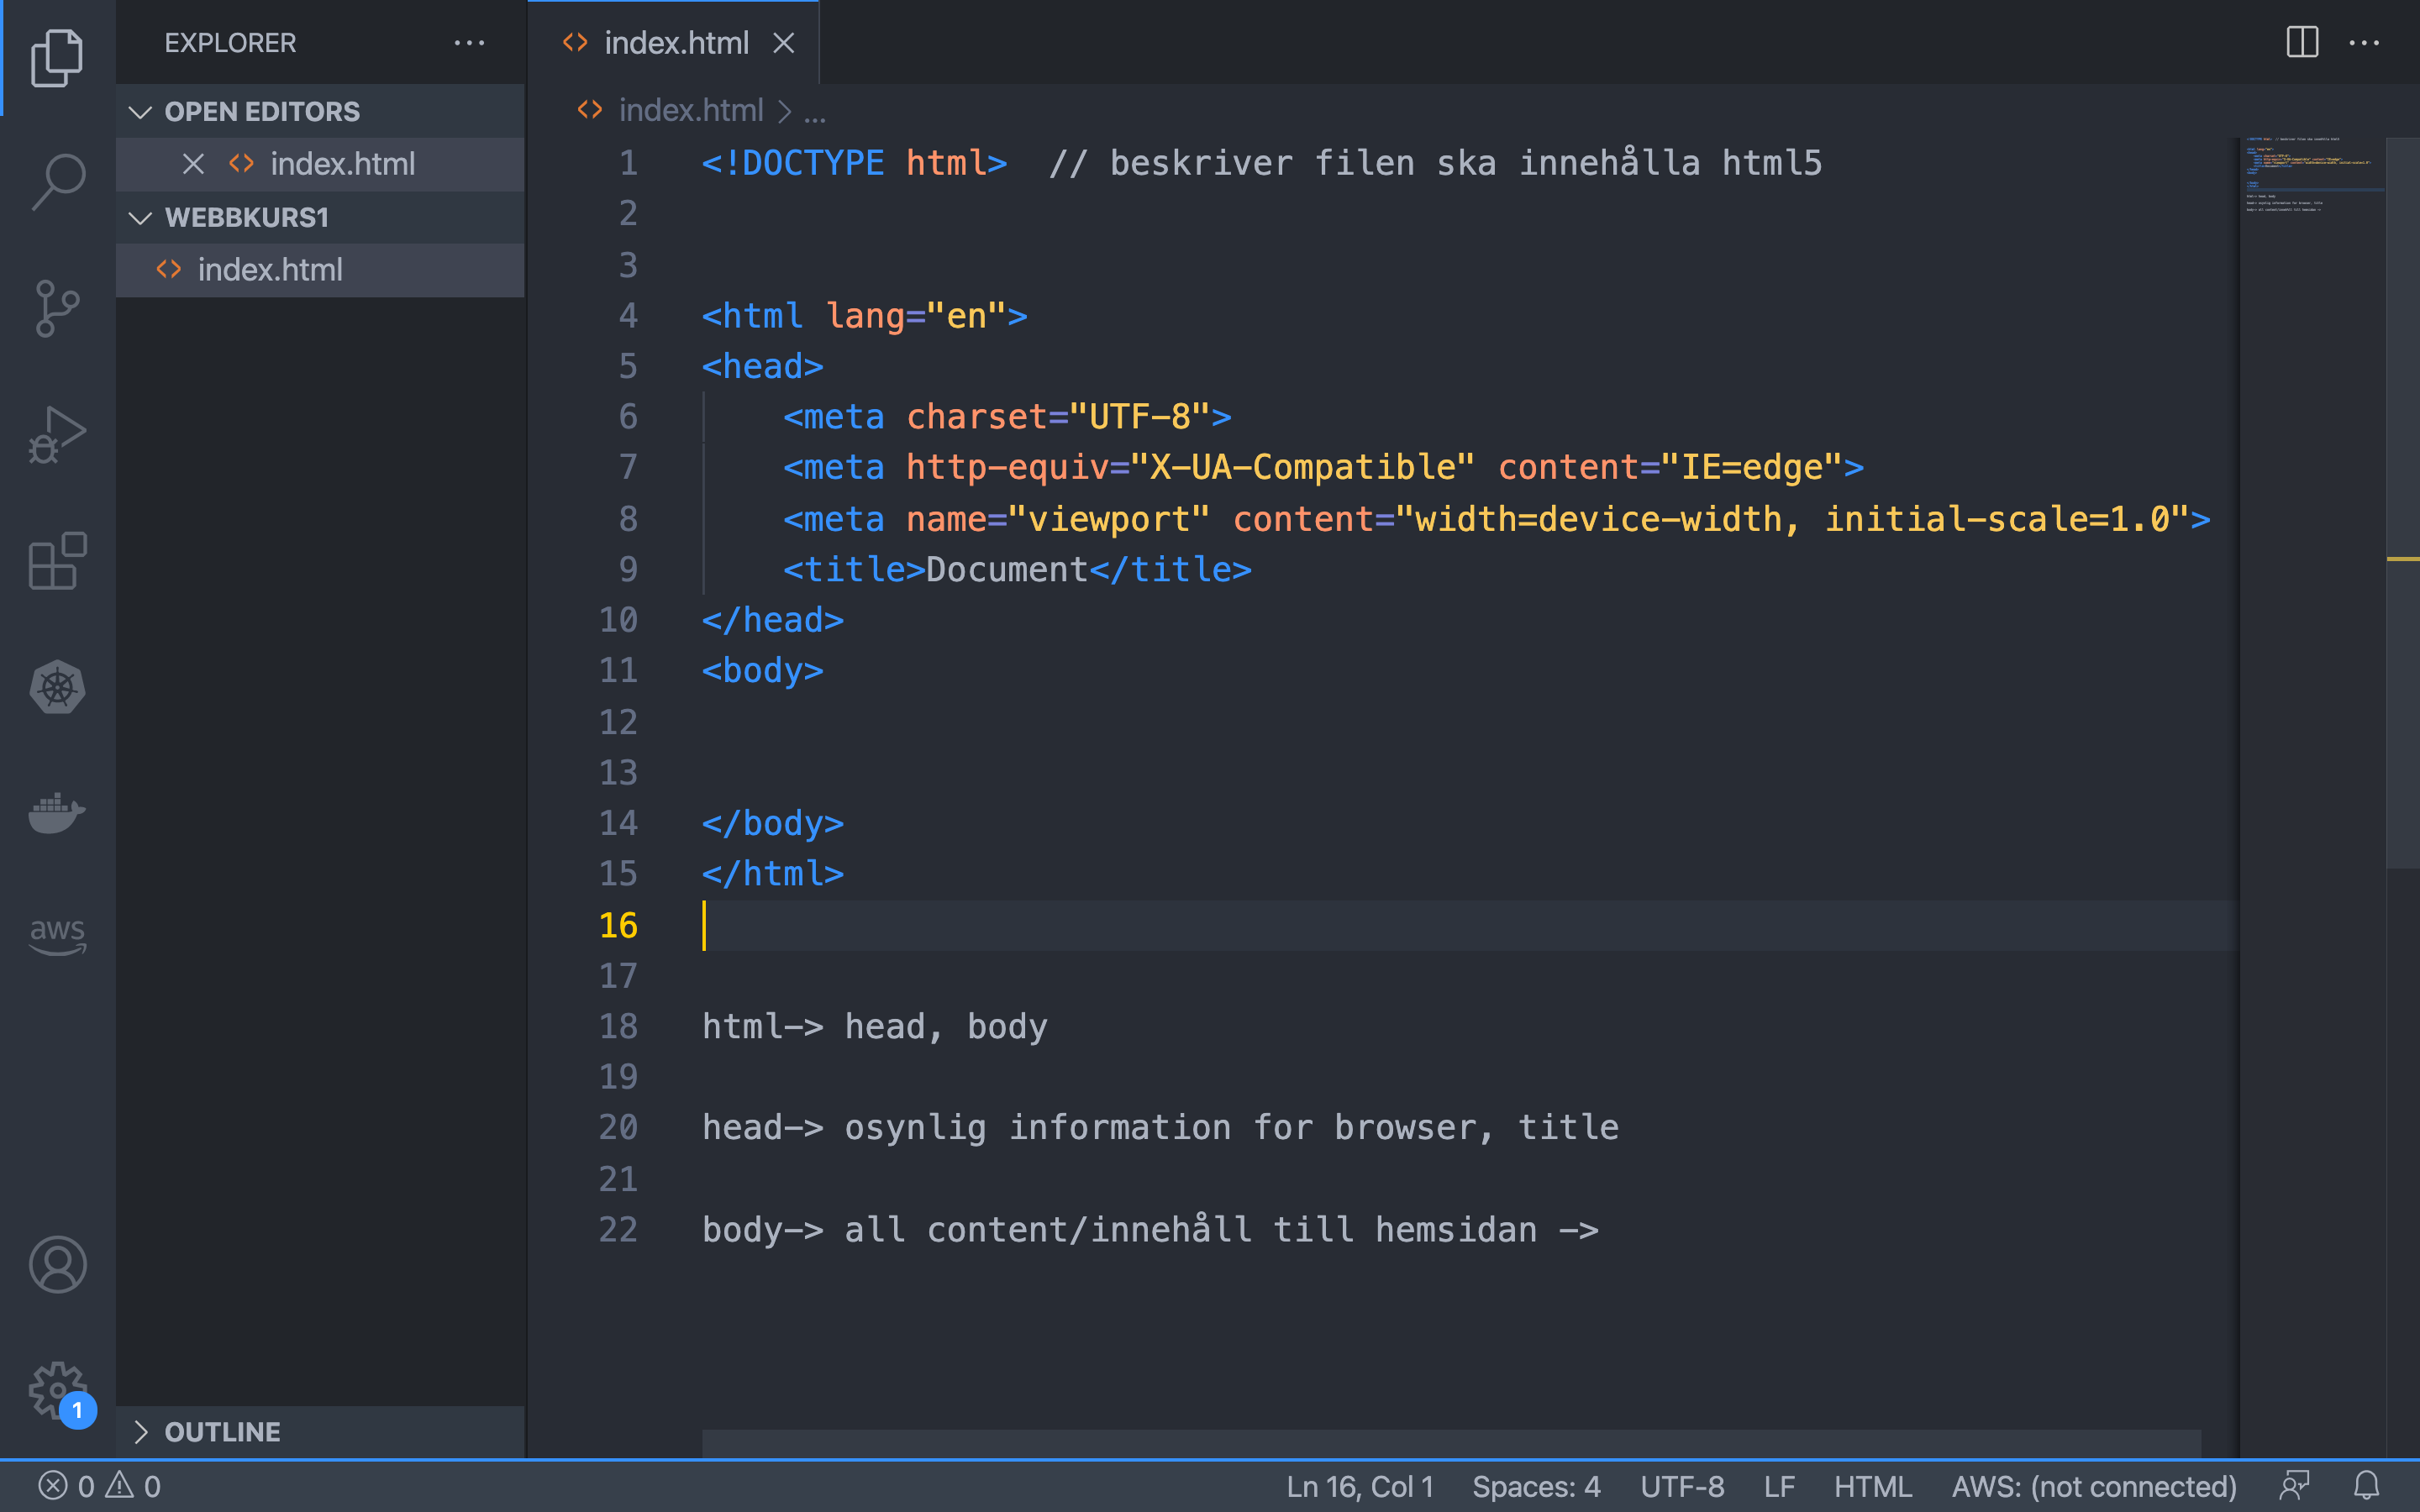 EXPLORER
OPEN EDITORS
index.html
WEBBKURS1
index.html
OUTLINE
aws
1
index.html
index.html > ...
1 <!DOCTYPE html>  // beskriver filen ska innehålla html5
2
3
4 <html lang="en">
5 <head>
6     <meta charset="UTF-8">
7     <meta http-equiv="X-UA-Compatible" content="IE=edge">
8     <meta name="viewport" content="width=device-width, initial-scale=1.0">
9     <title>Document</title>
10 </head>
11 <body>
12
13
14 </body>
15 </html>
16
17
18 html-> head, body
19
20 head-> osynlig information for browser, title
21
22 body-> all content/innehåll till hemsidan ->
0 0 Ln 16, Col 1 Spaces: 4 UTF-8 LF HTML AWS: (not connected)